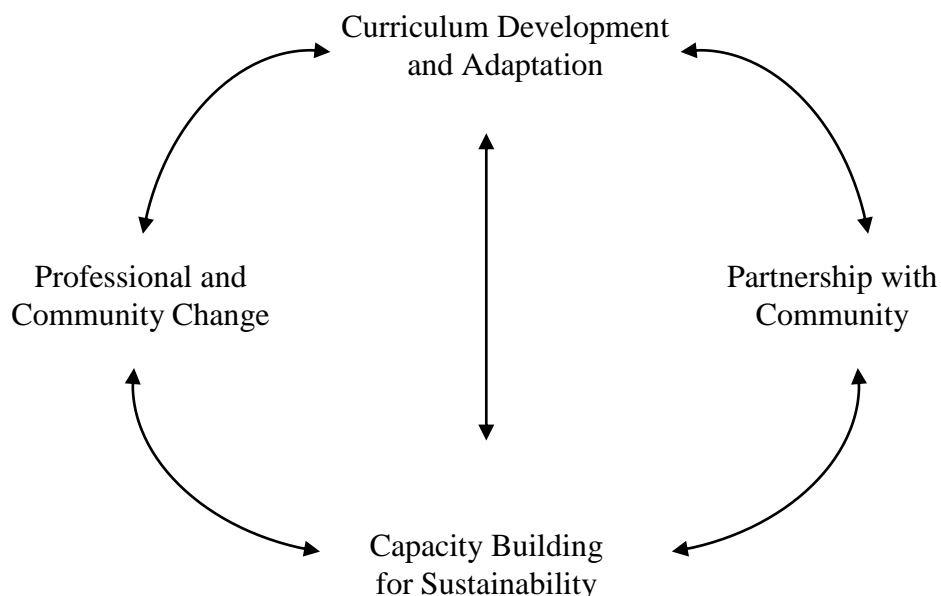 Curriculum Development
and Adaptation
Professional and
Community Change
Partnership with
Community
Capacity Building
for Sustainability